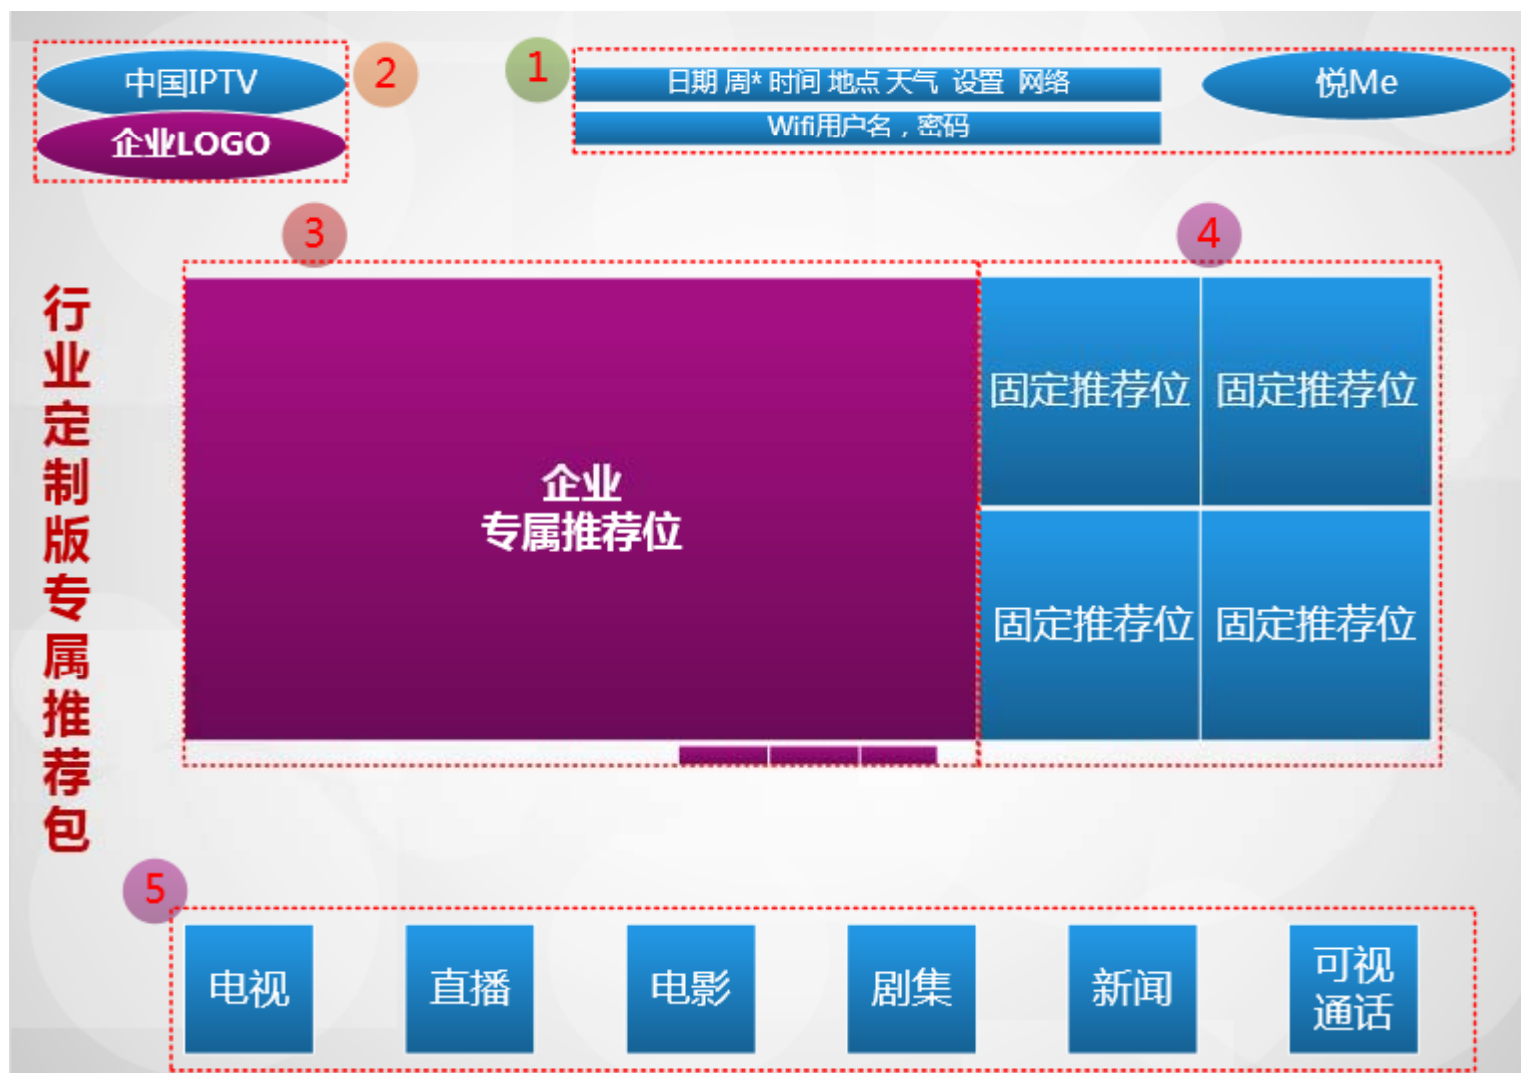 中国IPTV
企业LOGO
2
1
日期 周* 时间 地点 天气 设置 网络
Wifi用户名，密码
悦Me
行业定制版专属推荐包
3
企业
专属推荐位
4
固定推荐位
固定推荐位
固定推荐位
固定推荐位
5
电视
直播
电影
剧集
新闻
可视
通话